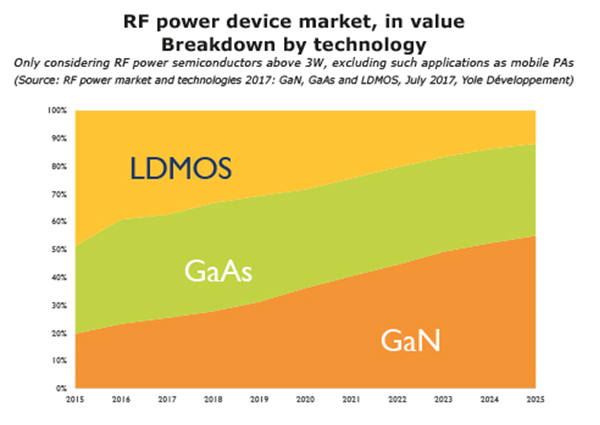 RF power device market, in value
Breakdown by technology
Only considering RF power semiconductors above 3W, excluding such applications as mobile PAs
(Source: RF power market and technologies 2017: GaN, GaAs and LDMOS, July 2017, Yole Développement)
100%
90%
80%
70%
60%
50%
40%
30%
20%
10%
0%
LDMOS
GaAs
GaN
2015 2016 2017 2018 2019 2020 2021 2022 2023 2024 2025